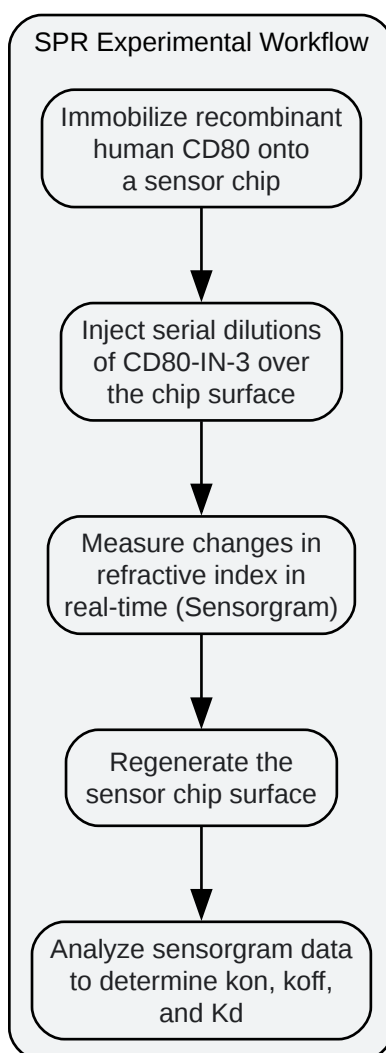 SPR Experimental Workflow
Immobilize recombinant
human CD80 onto
a sensor chip
Inject serial dilutions
of CD80-IN-3 over
the chip surface
Measure changes in
refractive index in
real-time (Sensorgram)
Regenerate the
sensor chip surface
Analyze sensorgram data
to determine kon, koff,
and Kd